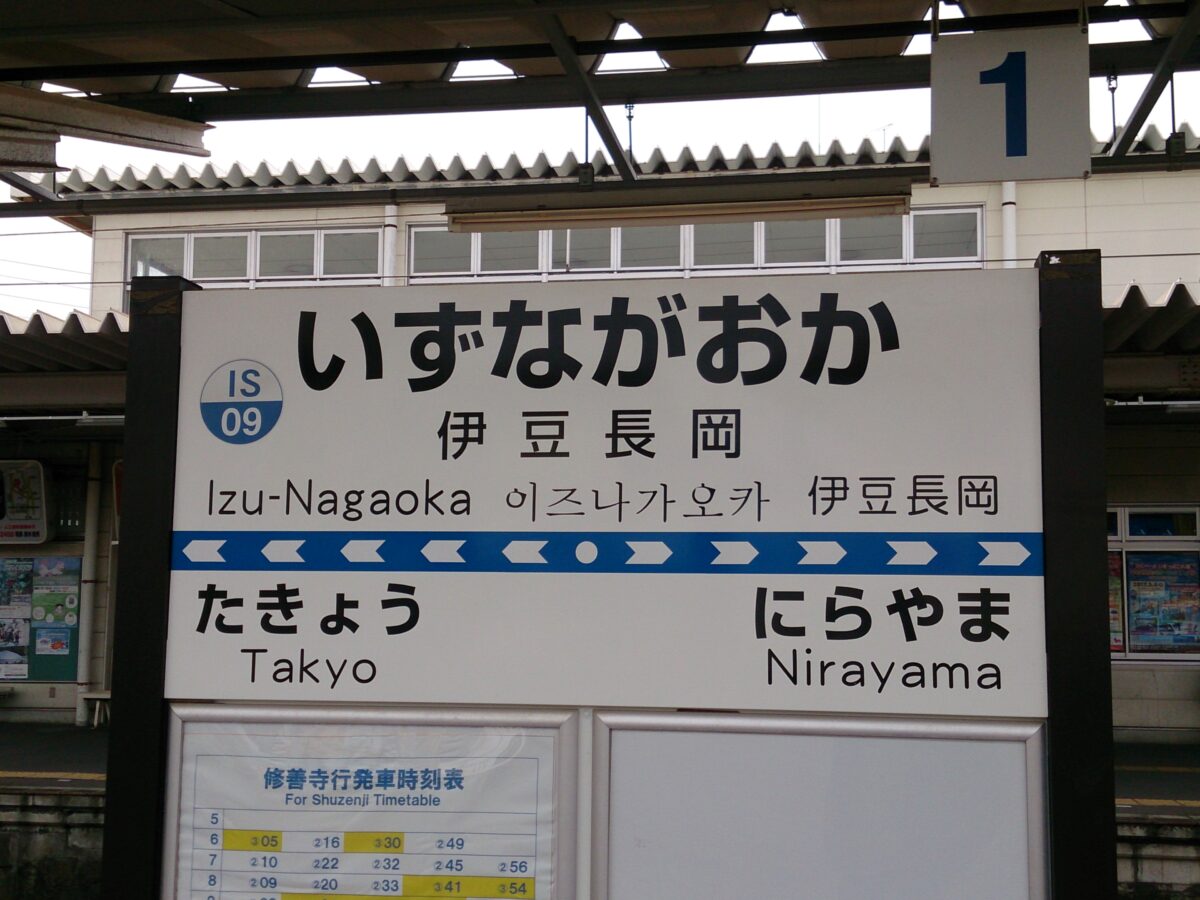 1
いずながおか
IS
09
伊豆長岡
Izu-Nagaoka 이즈나가오카 伊豆長岡
たきょう にらやま
Takyo Nirayama
修善寺行発車時刻表
For Shuzenji Timetable
5
6 ③05 ②16 ③30 ②49
7 ②10 ②22 ②32 ②45 ②56
8 ②09 ②20 ②33 ③41 ③54